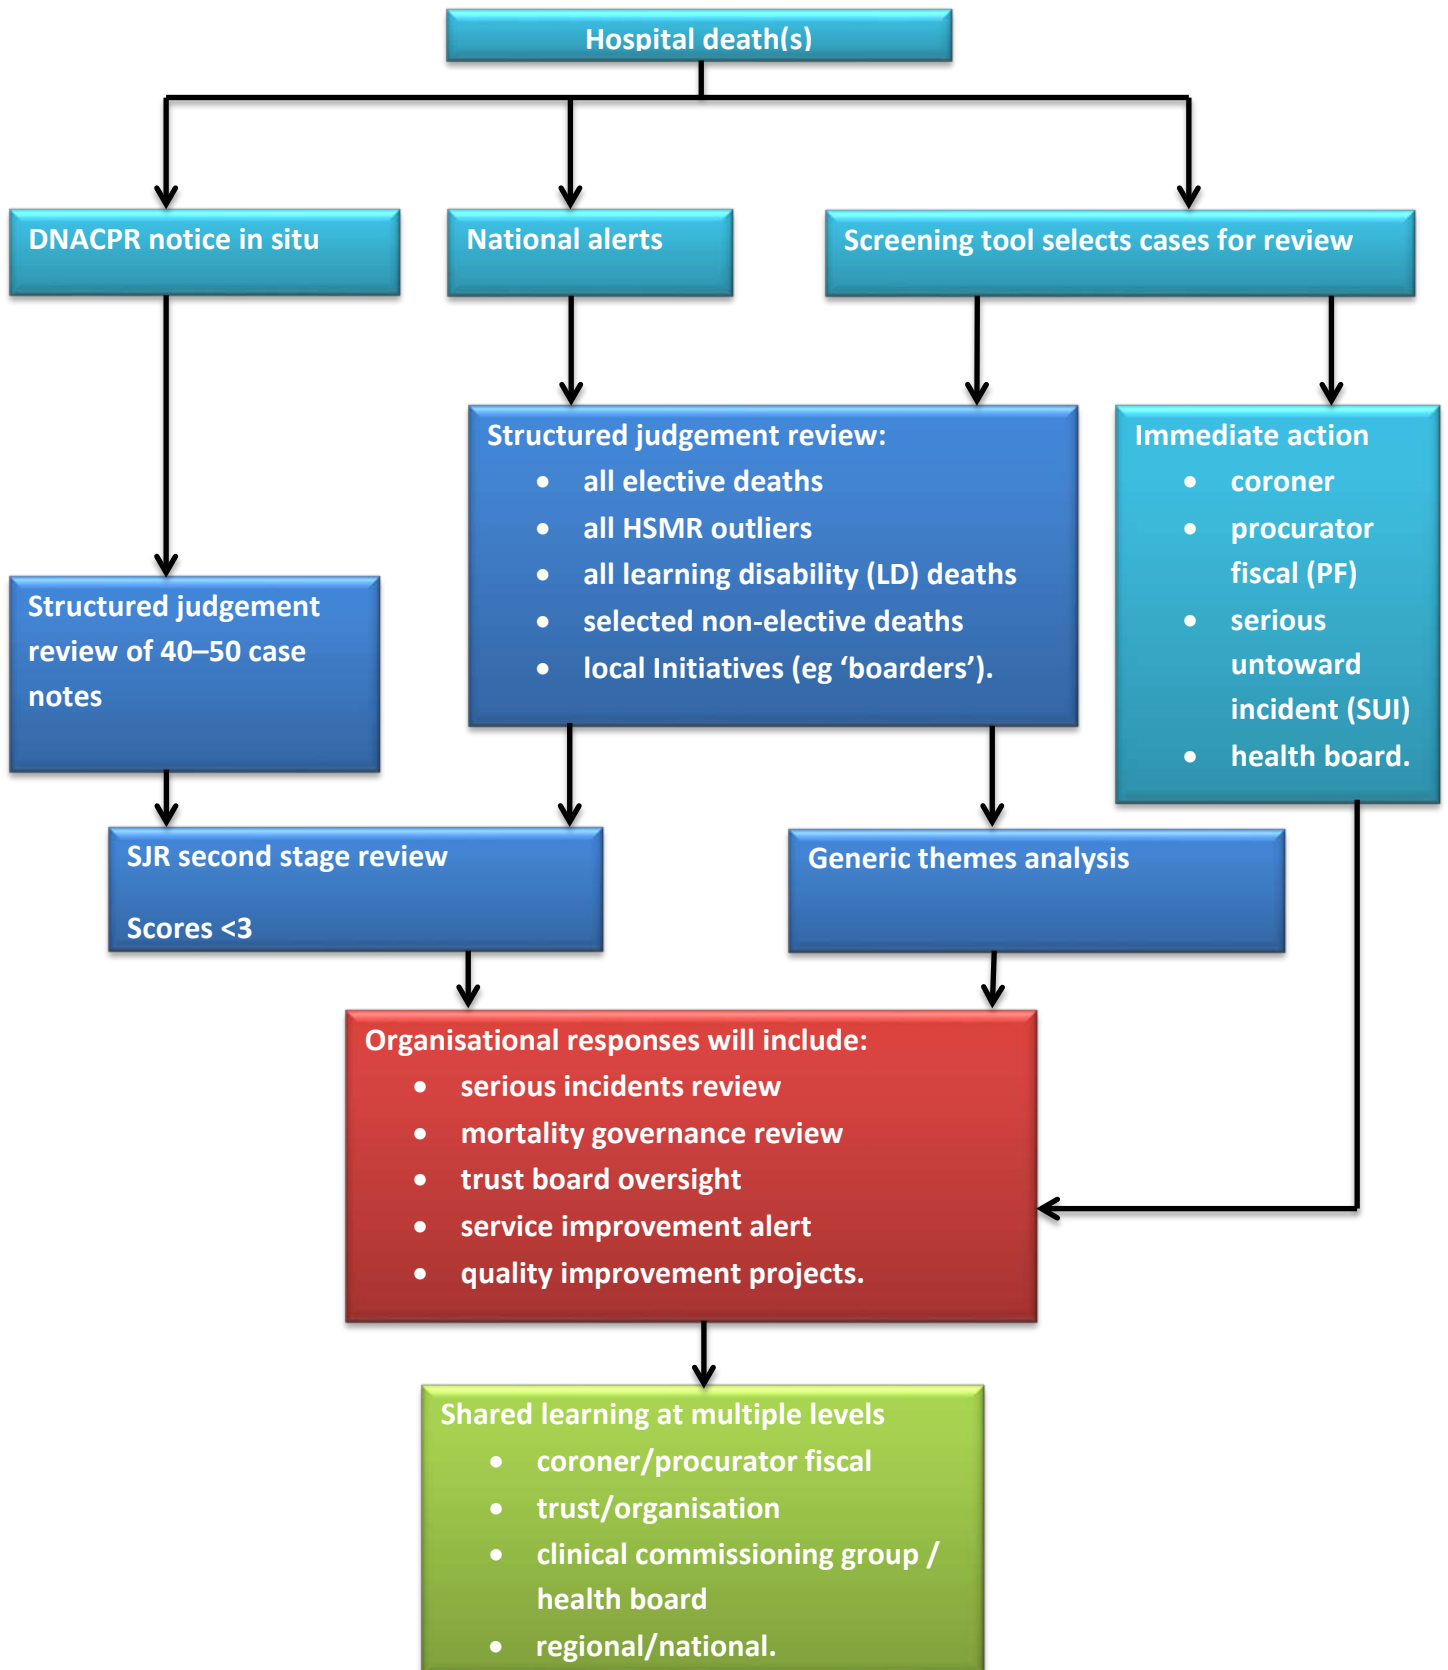 Hospital death(s)
DNACPR notice in situ
National alerts
Screening tool selects cases for review
Structured judgement review:
• all elective deaths
• all HSMR outliers
• all learning disability (LD) deaths
• selected non-elective deaths
• local Initiatives (eg ‘boarders’).
Immediate action
• coroner
• procurator
fiscal (PF)
• serious
untoward
incident (SUI)
• health board.
Structured judgement
review of 40–50 case
notes
SJR second stage review
Scores <3
Generic themes analysis
Organisational responses will include:
• serious incidents review
• mortality governance review
• trust board oversight
• service improvement alert
• quality improvement projects.
Shared learning at multiple levels
• coroner/procurator fiscal
• trust/organisation
• clinical commissioning group /
health board
• regional/national.